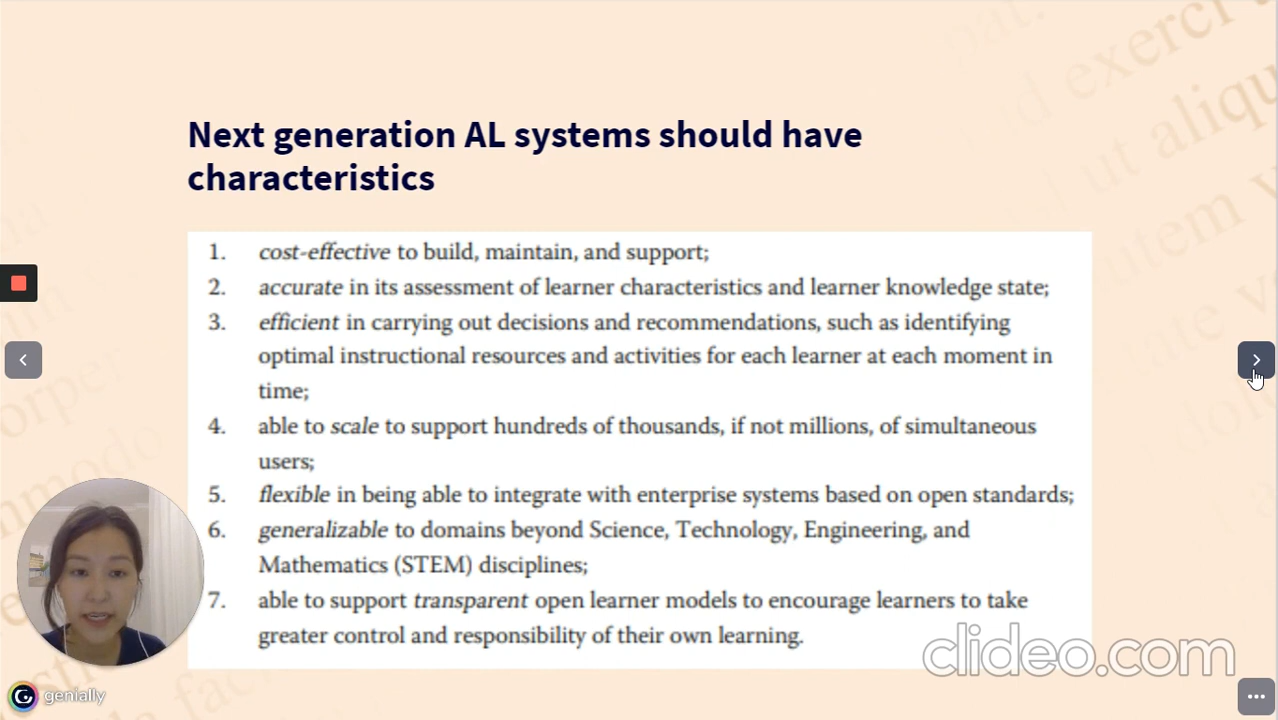 Next generation AL systems should have
characteristics
1. cost-effective to build, maintain, and support;
2. accurate in its assessment of learner characteristics and learner knowledge state;
3. efficient in carrying out decisions and recommendations, such as identifying
optimal instructional resources and activities for each learner at each moment in
time;
4. able to scale to support hundreds of thousands, if not millions, of simultaneous
users;
5. flexible in being able to integrate with enterprise systems based on open standards;
6. generalizable to domains beyond Science, Technology, Engineering, and
Mathematics (STEM) disciplines;
7. able to support transparent open learner models to encourage learners to take
greater control and responsibility of their own learning.
clideo.com
genially